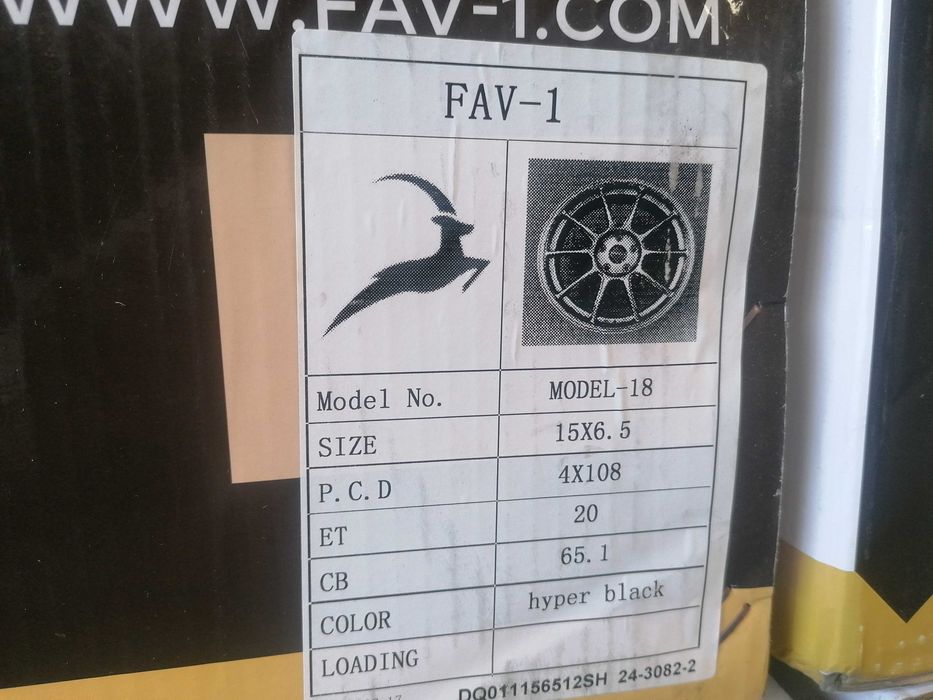 WWW.FAV-1.COM
FAV-1
Model No. MODEL-18
SIZE 15X6.5
P.C.D 4X108
ET 20
CB 65.1
COLOR hyper black
LOADING
DQ011156512SH 24-3082-2